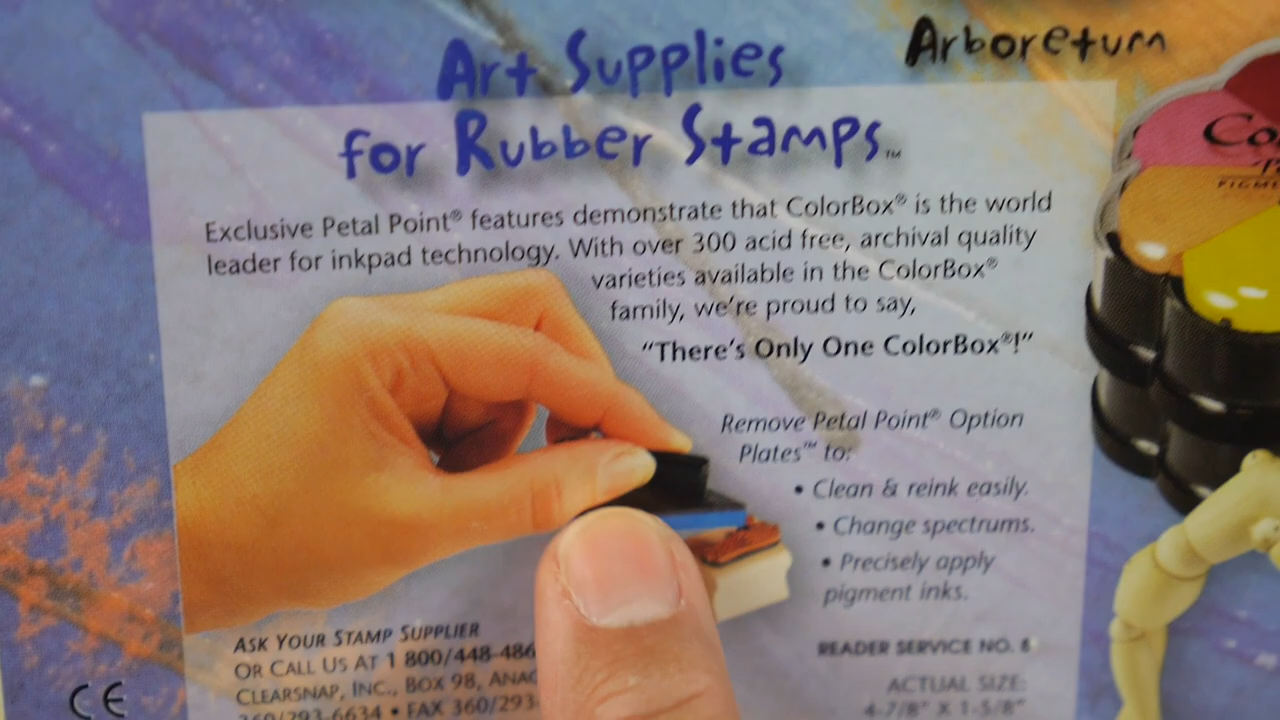 Arboretum
Art Supplies
for Rubber Stamps™
Exclusive Petal Point® features demonstrate that ColorBox® is the world
leader for inkpad technology. With over 300 acid free, archival quality
varieties available in the ColorBox®
family, we're proud to say,
"There's Only One ColorBox®!"
Remove Petal Point® Option
Plates™ to:
• Clean & reink easily.
• Change spectrums.
• Precisely apply
pigment inks.
ASK YOUR STAMP SUPPLIER
OR CALL US AT 1 800/448-486
CLEARSNAP, INC., BOX 98,
360/293-6634 • FAX 360/293-
READER SERVICE NO.
ACTUAL SIZE:
4-7/8" X 1-5/8"
CE